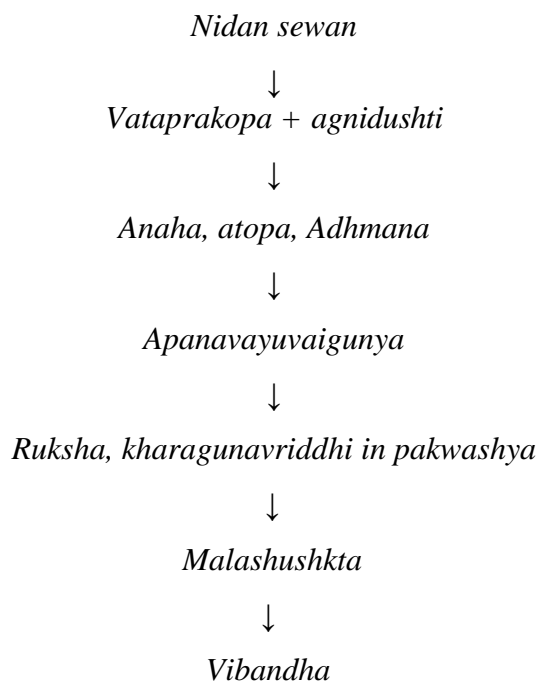 Nidan sewan
↓
Vataprakopa + agnidushti
↓
Anaha, atopa, Adhmana
↓
Apanavayuvaigunya
↓
Ruksha, kharagunavriddhi in pakwashya
↓
Malashushkta
↓
Vibandha